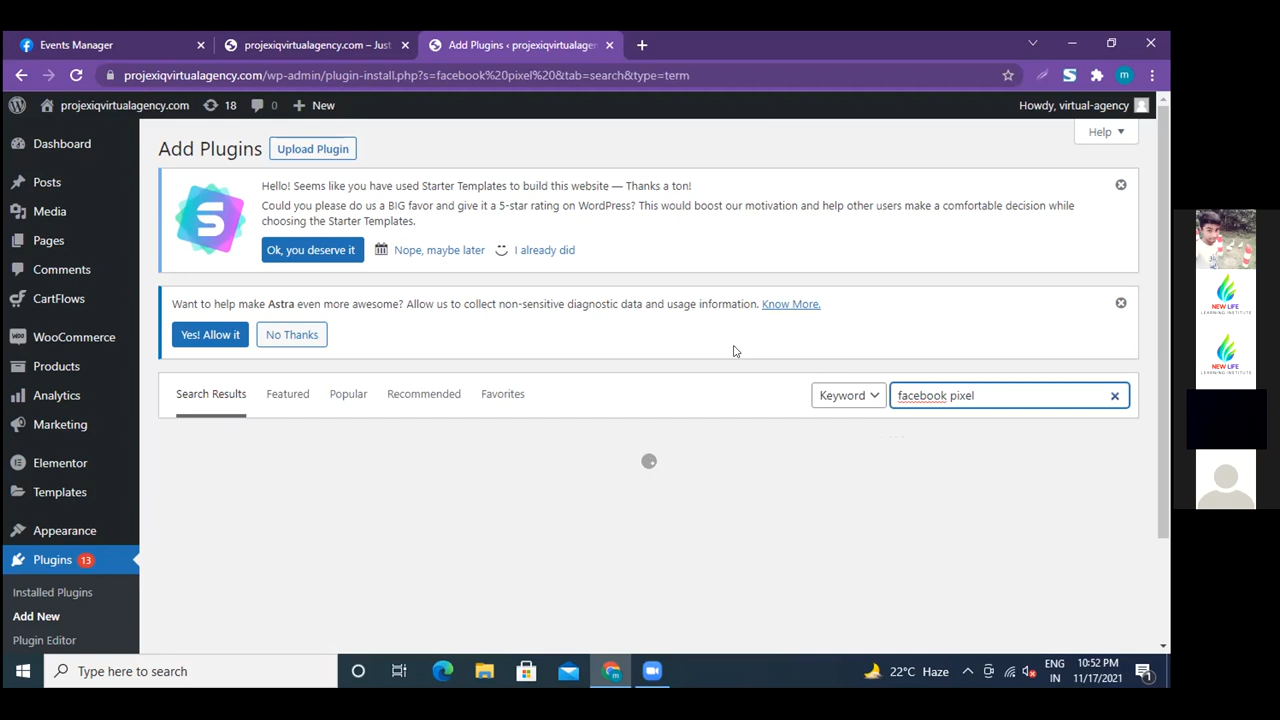 Events Manager
projexiqvirtualagency.com – Just
Add Plugins ‹ projexiqvirtualagen
projexiqvirtualagency.com/wp-admin/plugin-install.php?s=facebook%20pixel%20&tab=search&type=term
m
projexiqvirtualagency.com
18
0
New
Howdy, virtual-agency
Dashboard
Posts
Media
Pages
Comments
CartFlows
WooCommerce
Products
Analytics
Marketing
Elementor
Templates
Appearance
Plugins 13
Installed Plugins
Add New
Plugin Editor
Help
Add Plugins
Upload Plugin
Hello! Seems like you have used Starter Templates to build this website — Thanks a ton!
Could you please do us a BIG favor and give it a 5-star rating on WordPress? This would boost our motivation and help other users make a comfortable decision while
choosing the Starter Templates.
Ok, you deserve it
Nope, maybe later
I already did
Want to help make Astra even more awesome? Allow us to collect non-sensitive diagnostic data and usage information. Know More.
Yes! Allow it
No Thanks
Search Results
Featured
Popular
Recommended
Favorites
Keyword
facebook pixel
NEW LIFE
LEARNING INSTITUTE
NEW LIFE
LEARNING INSTITUTE
Type here to search
22°C Haze
ENG
IN
10:52 PM
11/17/2021
1